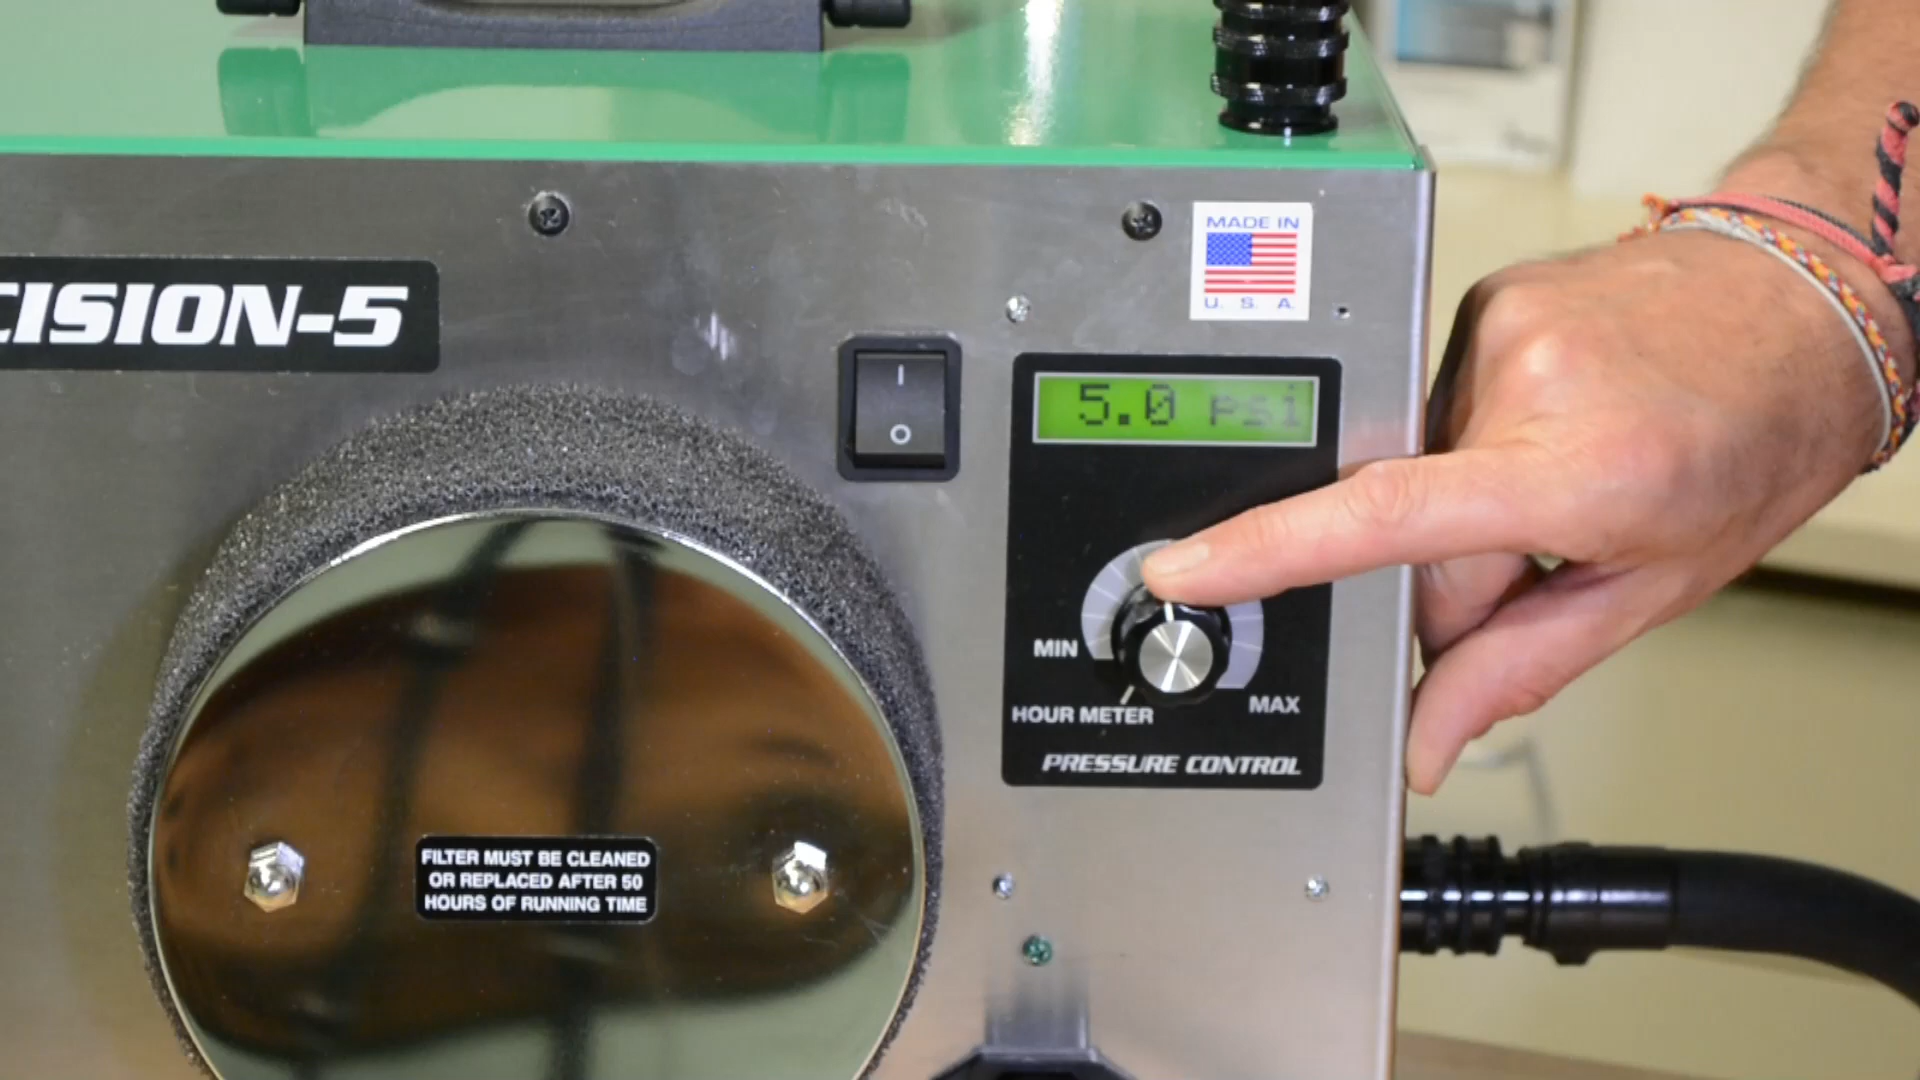 CISION-5
MADE IN
U. S. A.
I
O
5.0 psi
MIN
MAX
HOUR METER
PRESSURE CONTROL
FILTER MUST BE CLEANED
OR REPLACED AFTER 50
HOURS OF RUNNING TIME